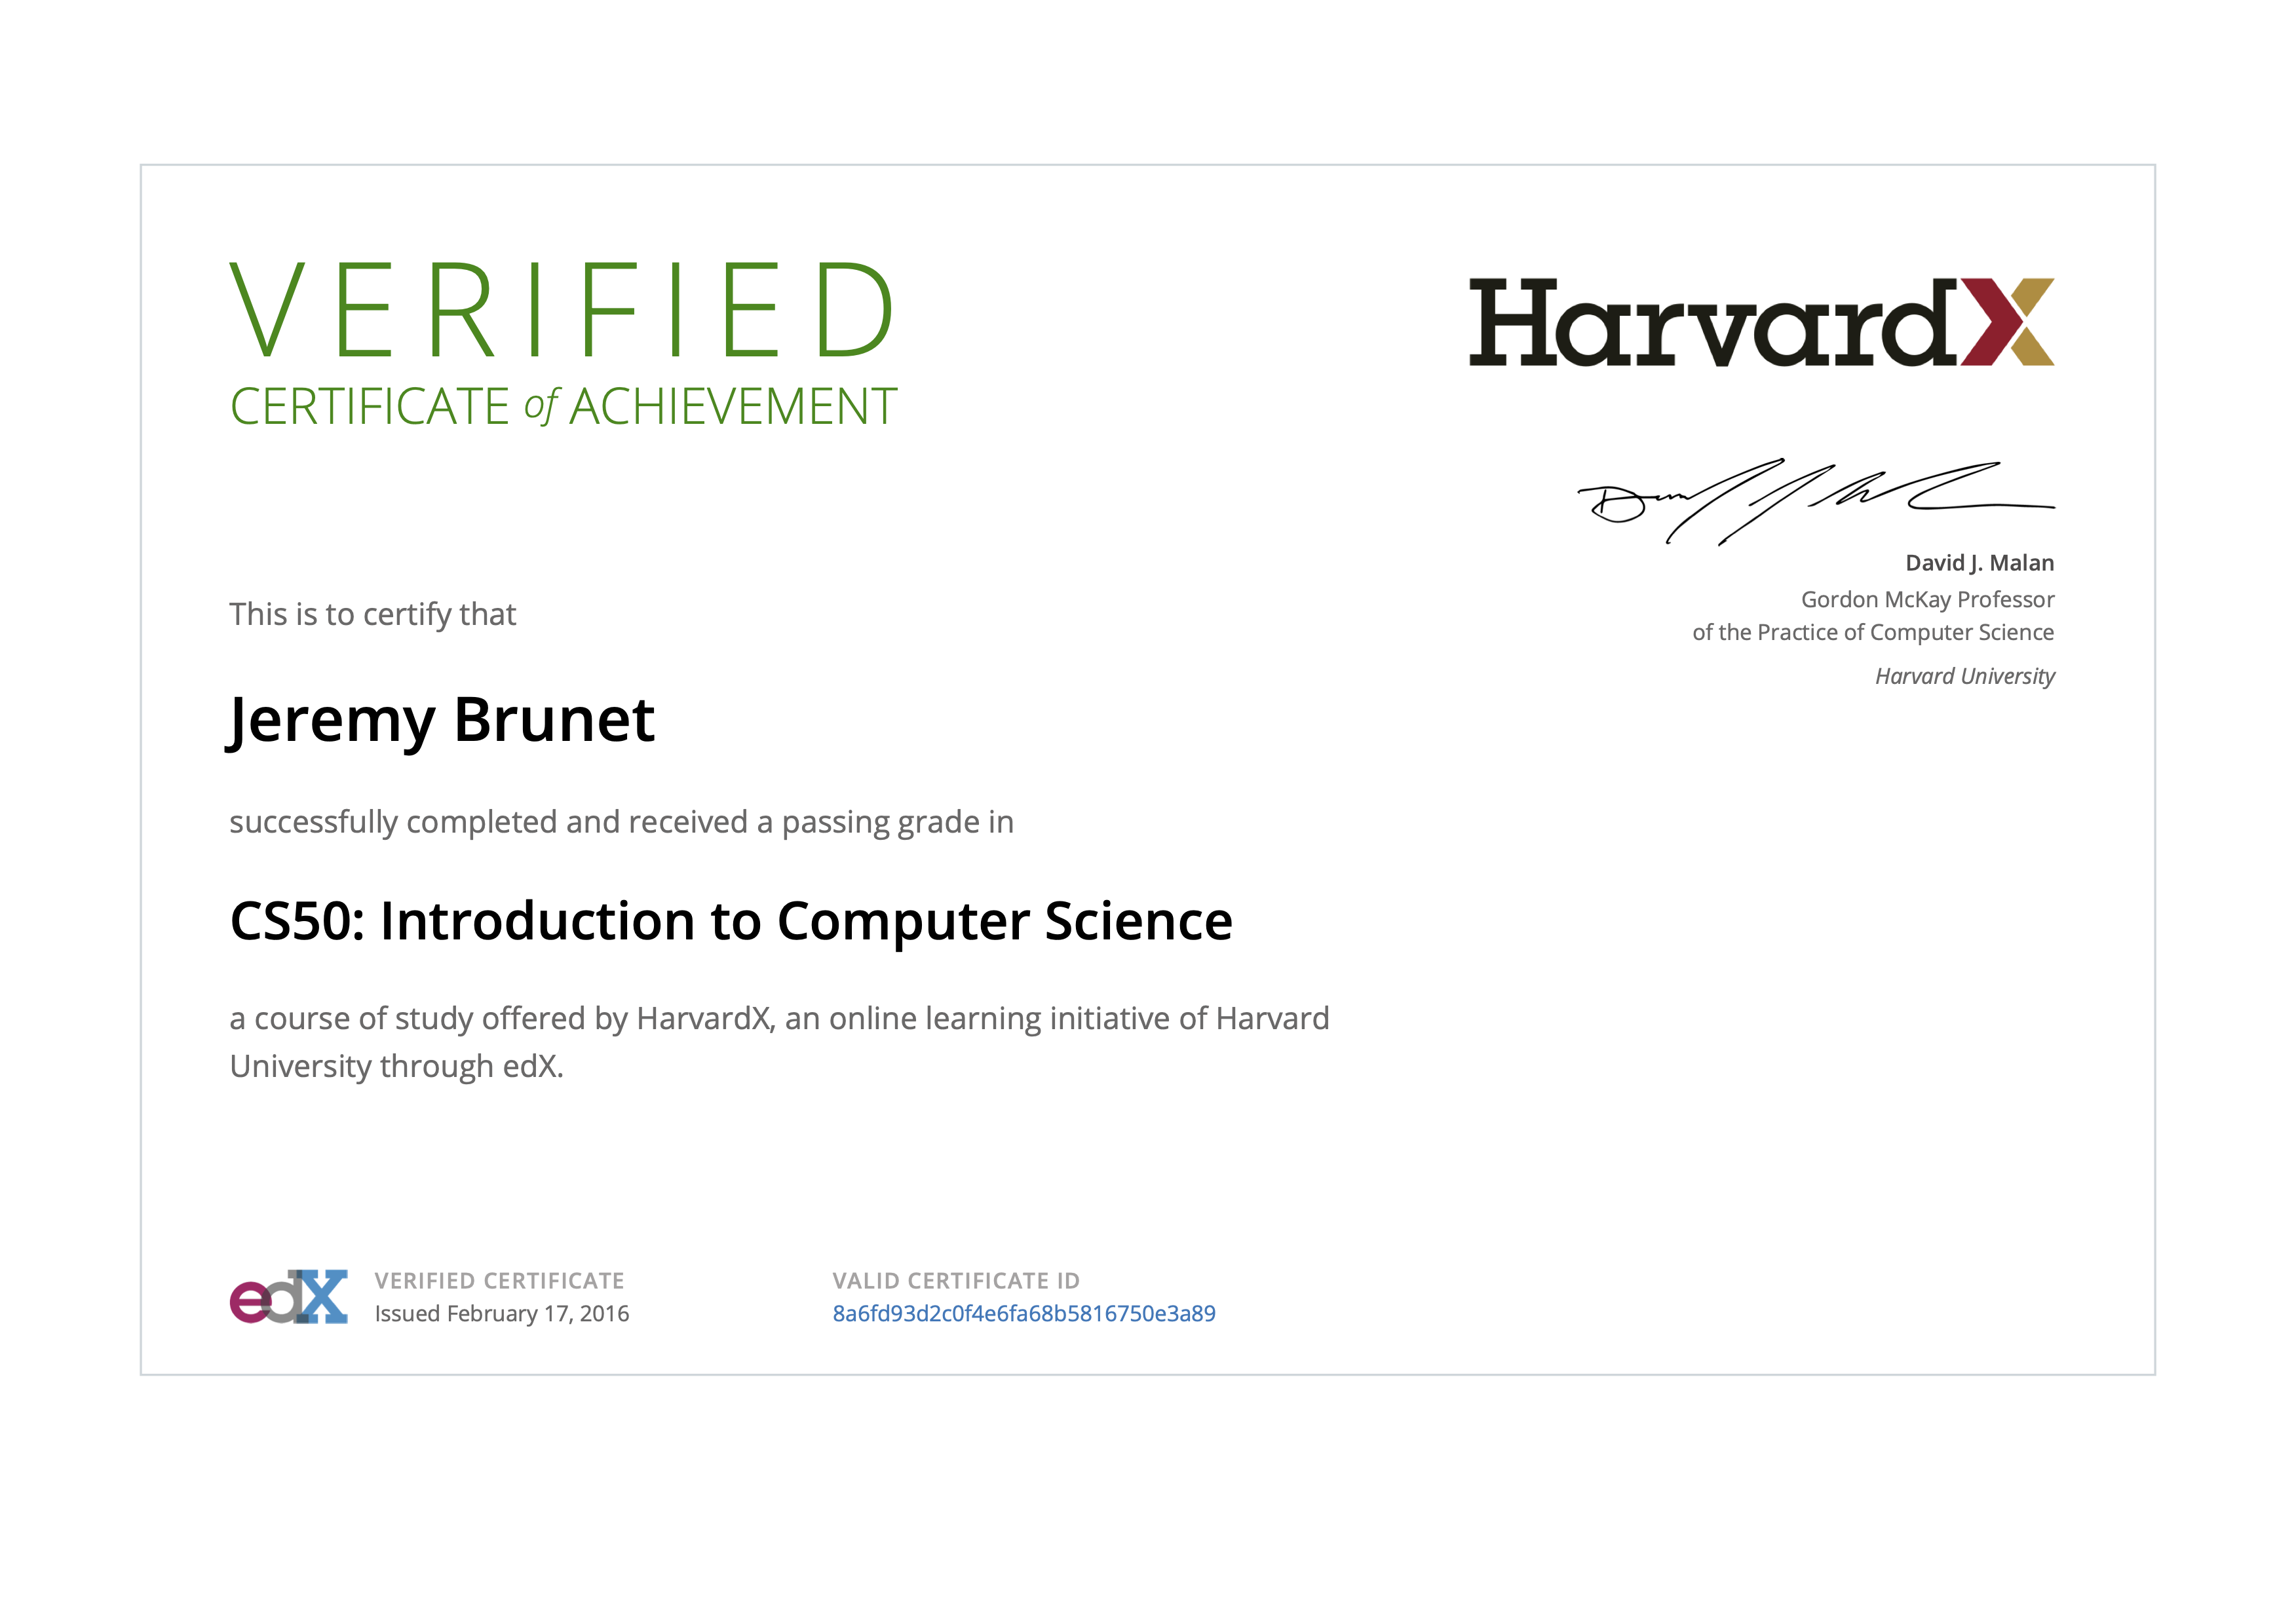 VERIFIED
CERTIFICATE of ACHIEVEMENT
HarvardX
David J. Malan
Gordon McKay Professor
of the Practice of Computer Science
Harvard University
This is to certify that
Jeremy Brunet
successfully completed and received a passing grade in
CS50: Introduction to Computer Science
a course of study offered by HarvardX, an online learning initiative of Harvard
University through edX.
edX
VERIFIED CERTIFICATE
Issued February 17, 2016
VALID CERTIFICATE ID
8a6fd93d2c0f4e6fa68b5816750e3a89